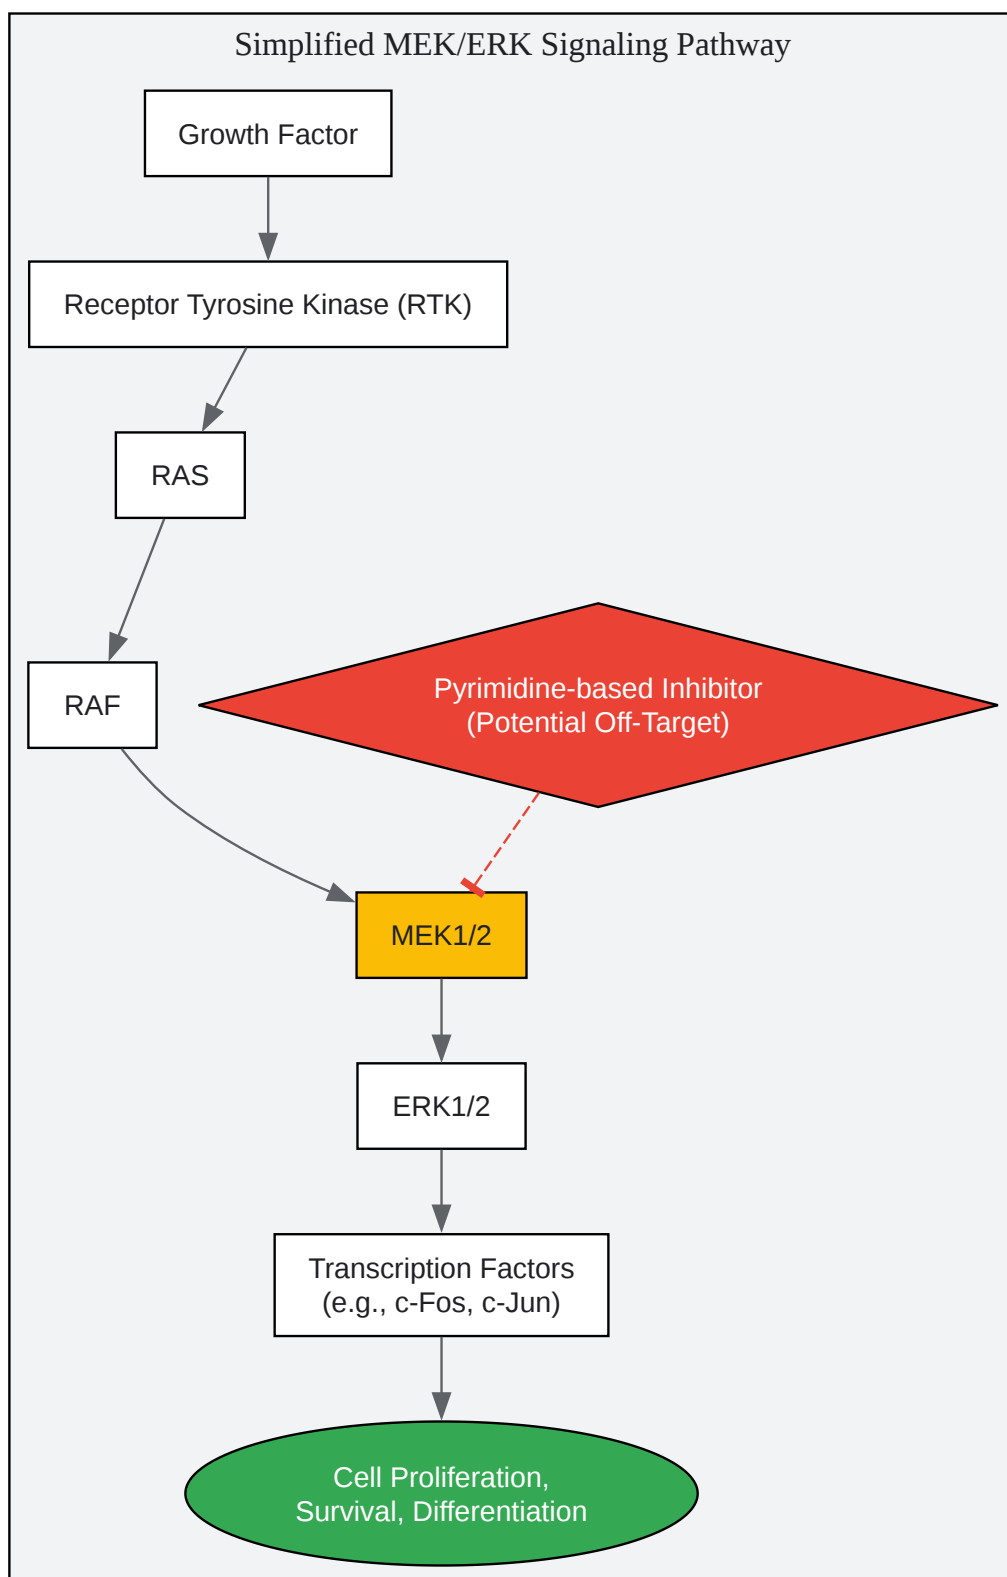 Simplified MEK/ERK Signaling Pathway
Growth Factor
Receptor Tyrosine Kinase (RTK)
RAS
RAF
Pyrimidine-based Inhibitor
(Potential Off-Target)
MEK1/2
ERK1/2
Transcription Factors
(e.g., c-Fos, c-Jun)
Cell Proliferation,
Survival, Differentiation